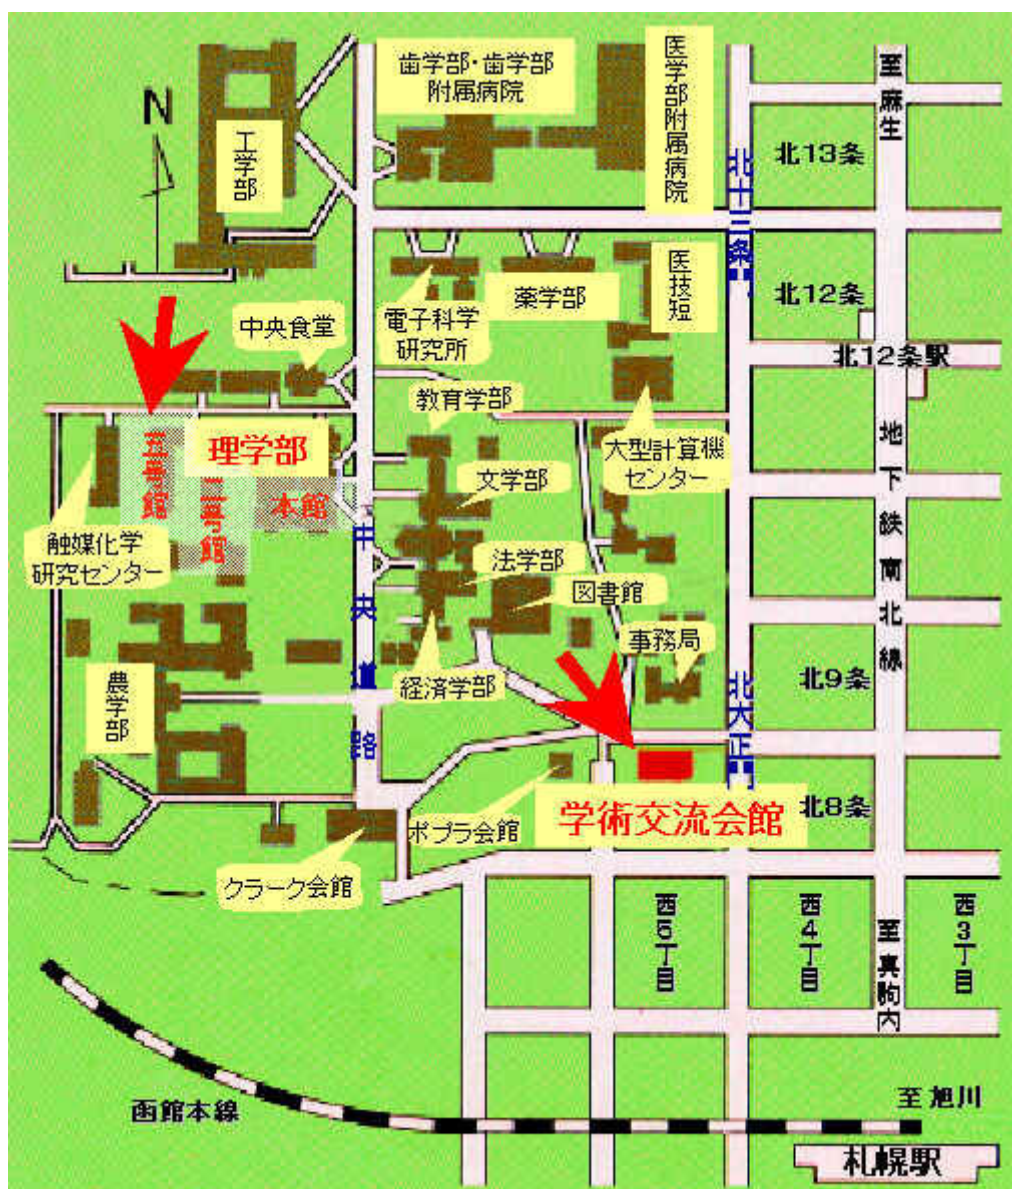 歯学部・歯学部
附属病院
医学部附属病院
至麻生
N
工学部
北13条
北十三条門
医技短
薬学部
北12条
中央食堂
電子科学
研究所
北12条駅
教育学部
理学部
五号館
三号館
本館
大型計算機
センター
地下鉄南北線
文学部
触媒化学
研究センター
中央道路
法学部
図書館
事務局
農学部
経済学部
北9条
北大正門
学術交流会館
北8条
ポプラ会館
クラーク会館
西5丁目
西4丁目
西3丁目
至真駒内
函館本線
至旭川
札幌駅